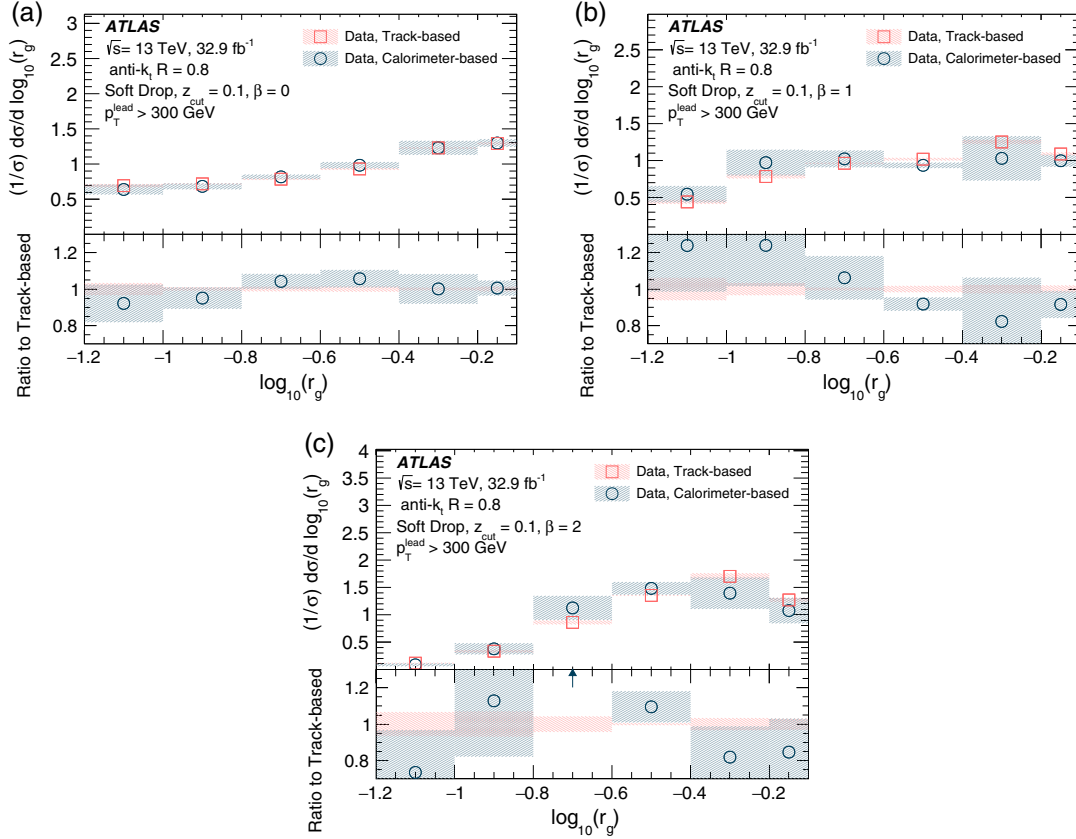 (a)
ATLAS
√s= 13 TeV, 32.9 fb-1
anti-kt R = 0.8
Soft Drop, zcut = 0.1, β = 0
pTlead > 300 GeV
Data, Track-based
Data, Calorimeter-based
(1/σ) dσ/d log10(rg)
3
2.5
2
1.5
1
0.5
Ratio to Track-based
1.2
1
0.8
−1.2 −1 −0.8 −0.6 −0.4 −0.2
log10(rg)
(b)
ATLAS
√s = 13 TeV, 32.9 fb-1
anti-kt R = 0.8
Soft Drop, zcut = 0.1, β = 1
pTlead > 300 GeV
Data, Track-based
Data, Calorimeter-based
(1/σ) dσ/d log10(rg)
2.5
2
1.5
1
0.5
Ratio to Track-based
1.2
1
0.8
−1.2 −1 −0.8 −0.6 −0.4 −0.2
log10(rg)
(c)
ATLAS
√s= 13 TeV, 32.9 fb-1
anti-kt R = 0.8
Soft Drop, zcut = 0.1, β = 2
pTlead > 300 GeV
Data, Track-based
Data, Calorimeter-based
(1/σ) dσ/d log10(rg)
4
3.5
3
2.5
2
1.5
1
0.5
Ratio to Track-based
1.2
1
0.8
−1.2 −1 −0.8 −0.6 −0.4 −0.2
log10(rg)